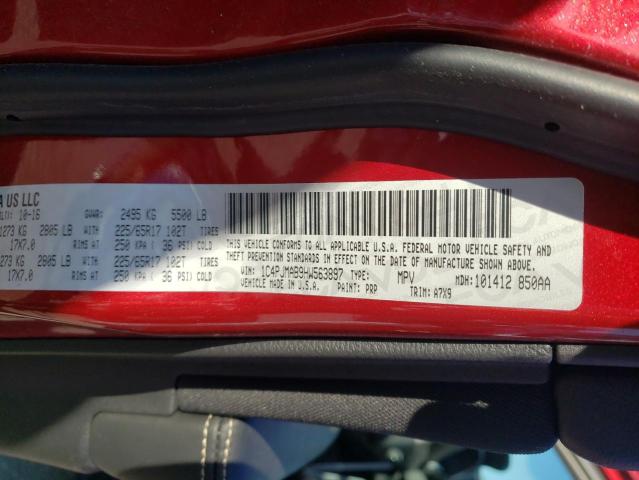 A US LLC
10-16 GVWR: 2495 KG 5500 LB
1273 KG 2805 LB WITH 225/65R17 102T TIRES
17X7.0 RIMS AT 250 KPA ( 36 PSI) COLD
273 KG 2805 LB WITH 225/65R17 102T TIRES
17X7.0 RIMS AT 250 KPA ( 36 PSI) COLD
THIS VEHICLE CONFORMS TO ALL APPLICABLE U.S.A. FEDERAL MOTOR VEHICLE SAFETY AND
THEFT PREVENTION STANDARDS IN EFFECT ON THE DATE OF MANUFACTURE SHOWN ABOVE.
VIN: 1C4PJMAB9HW563897 TYPE: MPV MDH:101412 850AA
VEHICLE MADE IN U.S.A. PAINT: PRP TRIM: A7X9